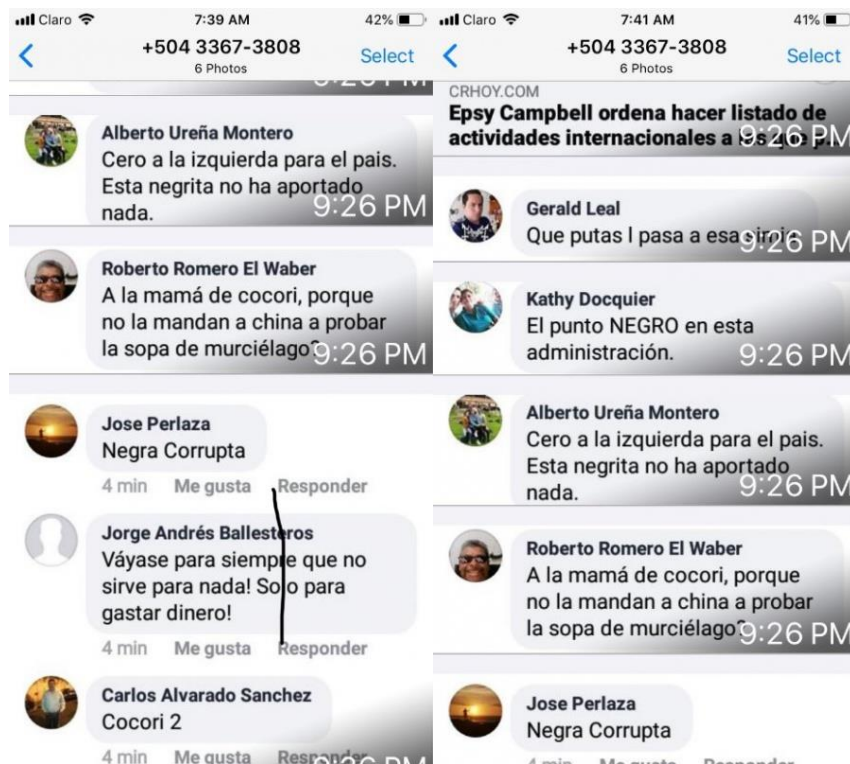 Claro 7:39 AM 42%
+504 3367-3808
6 Photos
Select
Alberto Ureña Montero
Cero a la izquierda para el pais.
Esta negrita no ha aportado
nada.
9:26 PM
Roberto Romero El Waber
A la mamá de cocori, porque
no la mandan a china a probar
la sopa de murciélago?
9:26 PM
Jose Perlaza
Negra Corrupta
4 min Me gusta Responder
Jorge Andrés Ballesteros
Váyase para siempre que no
sirve para nada! Solo para
gastar dinero!
4 min Me gusta Responder
Carlos Alvarado Sanchez
Cocori 2
4 min Me gusta Responder
Claro 7:41 AM 41%
+504 3367-3808
6 Photos
Select
CRHOY.COM
Epsy Campbell ordena hacer listado de
actividades internacionales a
9:26 PM
Gerald Leal
Que putas l pasa a esa simia
9:26 PM
Kathy Docquier
El punto NEGRO en esta
administración.
9:26 PM
Alberto Ureña Montero
Cero a la izquierda para el pais.
Esta negrita no ha aportado
nada.
9:26 PM
Roberto Romero El Waber
A la mamá de cocori, porque
no la mandan a china a probar
la sopa de murciélago?
9:26 PM
Jose Perlaza
Negra Corrupta
4 min Me gusta Responder